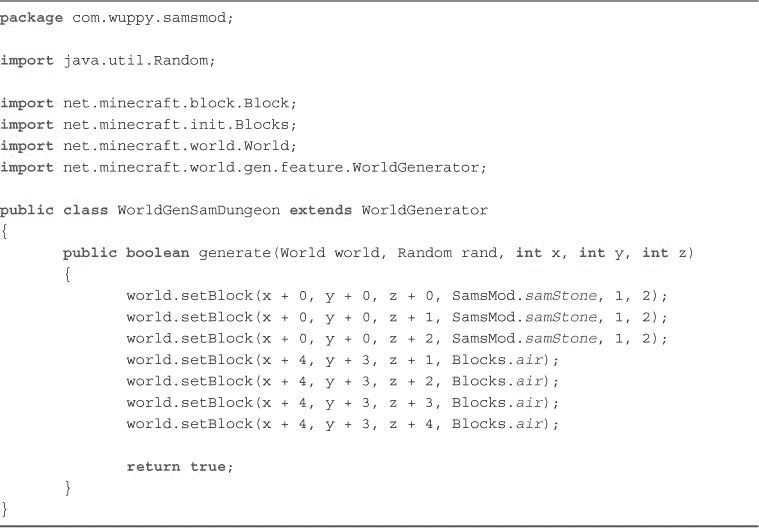 package com.wuppy.samsmod;
import java.util.Random;
import net.minecraft.block.Block;
import net.minecraft.init.Blocks;
import net.minecraft.world.World;
import net.minecraft.world.gen.feature.WorldGenerator;
public class WorldGenSamDungeon extends WorldGenerator
{
public boolean generate(World world, Random rand, int x, int y, int z)
{
world.setBlock(x + 0, y + 0, z + 0, SamsMod.samStone, 1, 2);
world.setBlock(x + 0, y + 0, z + 1, SamsMod.samStone, 1, 2);
world.setBlock(x + 0, y + 0, z + 2, SamsMod.samStone, 1, 2);
world.setBlock(x + 4, y + 3, z + 1, Blocks.air);
world.setBlock(x + 4, y + 3, z + 2, Blocks.air);
world.setBlock(x + 4, y + 3, z + 3, Blocks.air);
world.setBlock(x + 4, y + 3, z + 4, Blocks.air);
return true;
}
}